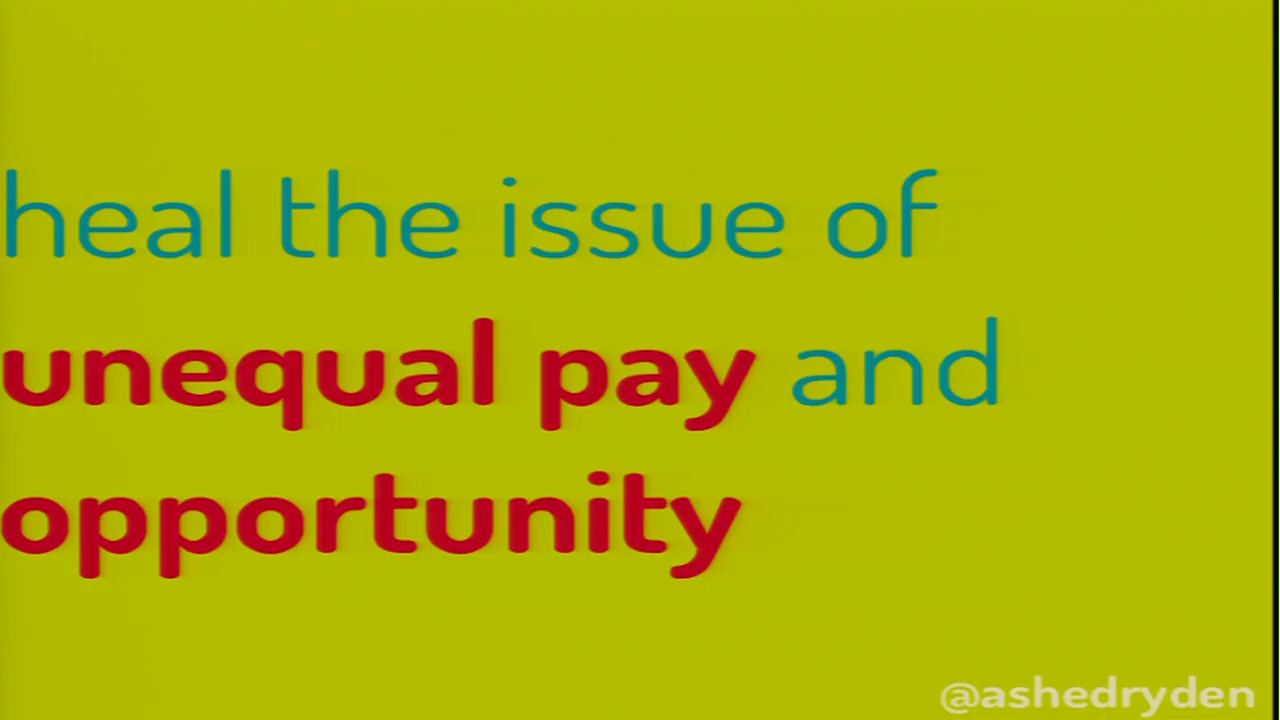 heal the issue of
unequal pay and
opportunity
@ashedryden